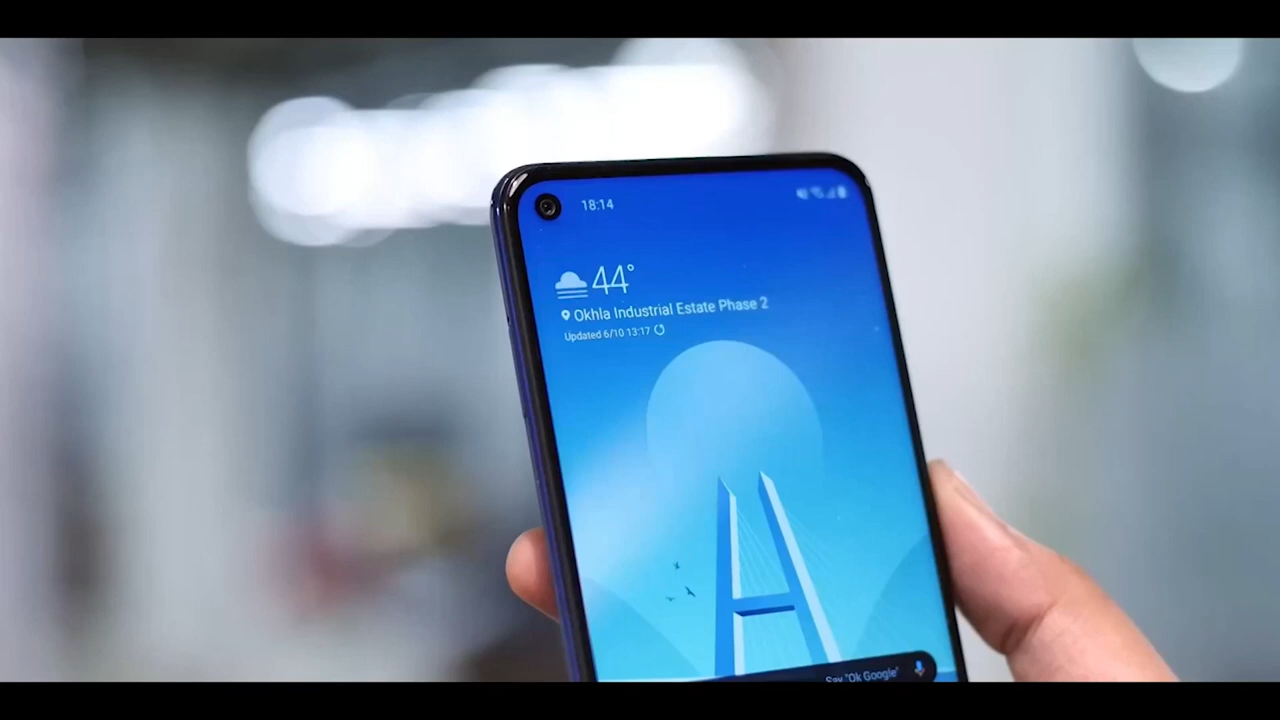 18:14
44°
Okhla Industrial Estate Phase 2
Updated 6/10 13:17
Say "Ok Google"